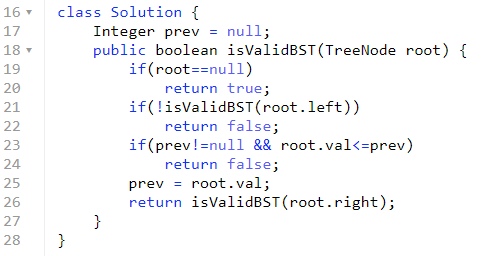 16 class Solution {
17     Integer prev = null;
18     public boolean isValidBST(TreeNode root) {
19         if(root==null)
20             return true;
21         if(!isValidBST(root.left))
22             return false;
23         if(prev!=null && root.val<=prev)
24             return false;
25         prev = root.val;
26         return isValidBST(root.right);
27     }
28 }